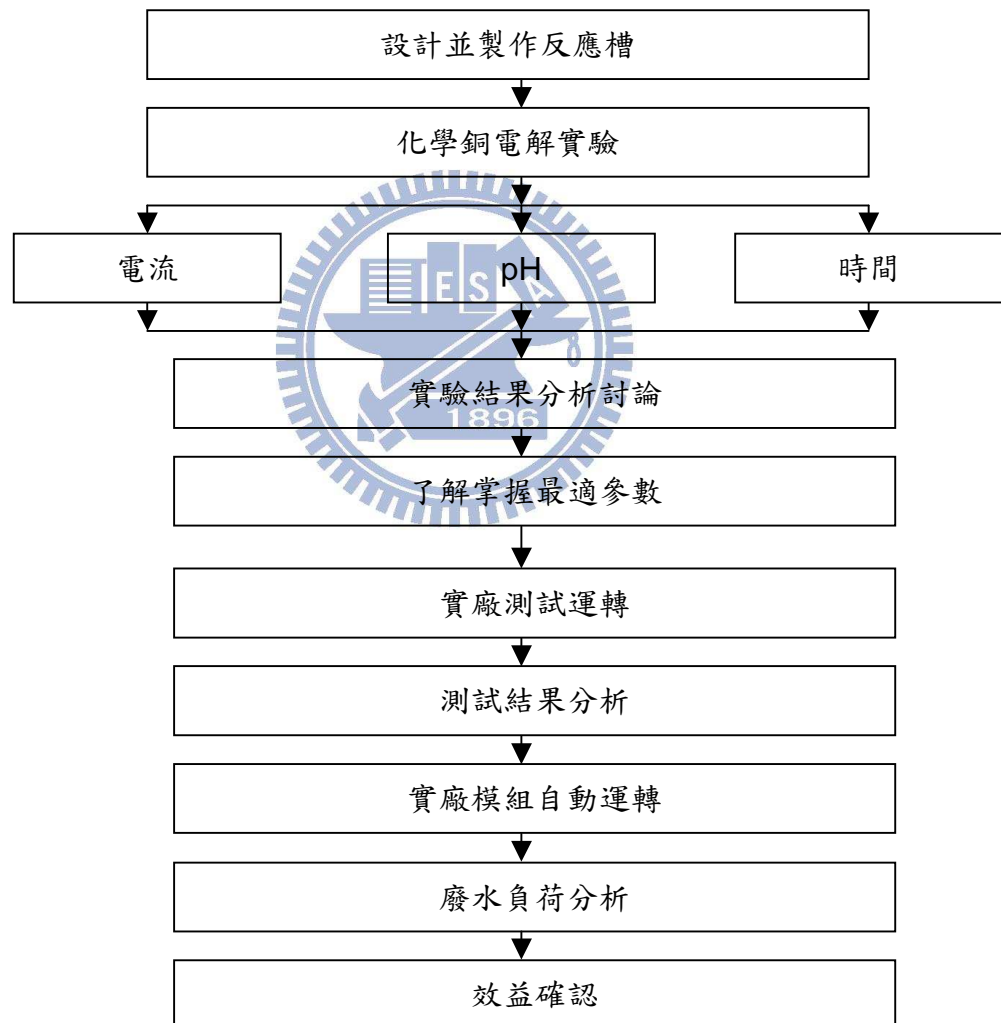 設計並製作反應槽
化學銅電解實驗
電流
pH
時間
E S A
實驗結果分析討論
1896
了解掌握最適參數
實廠測試運轉
測試結果分析
實廠模組自動運轉
廢水負荷分析
效益確認